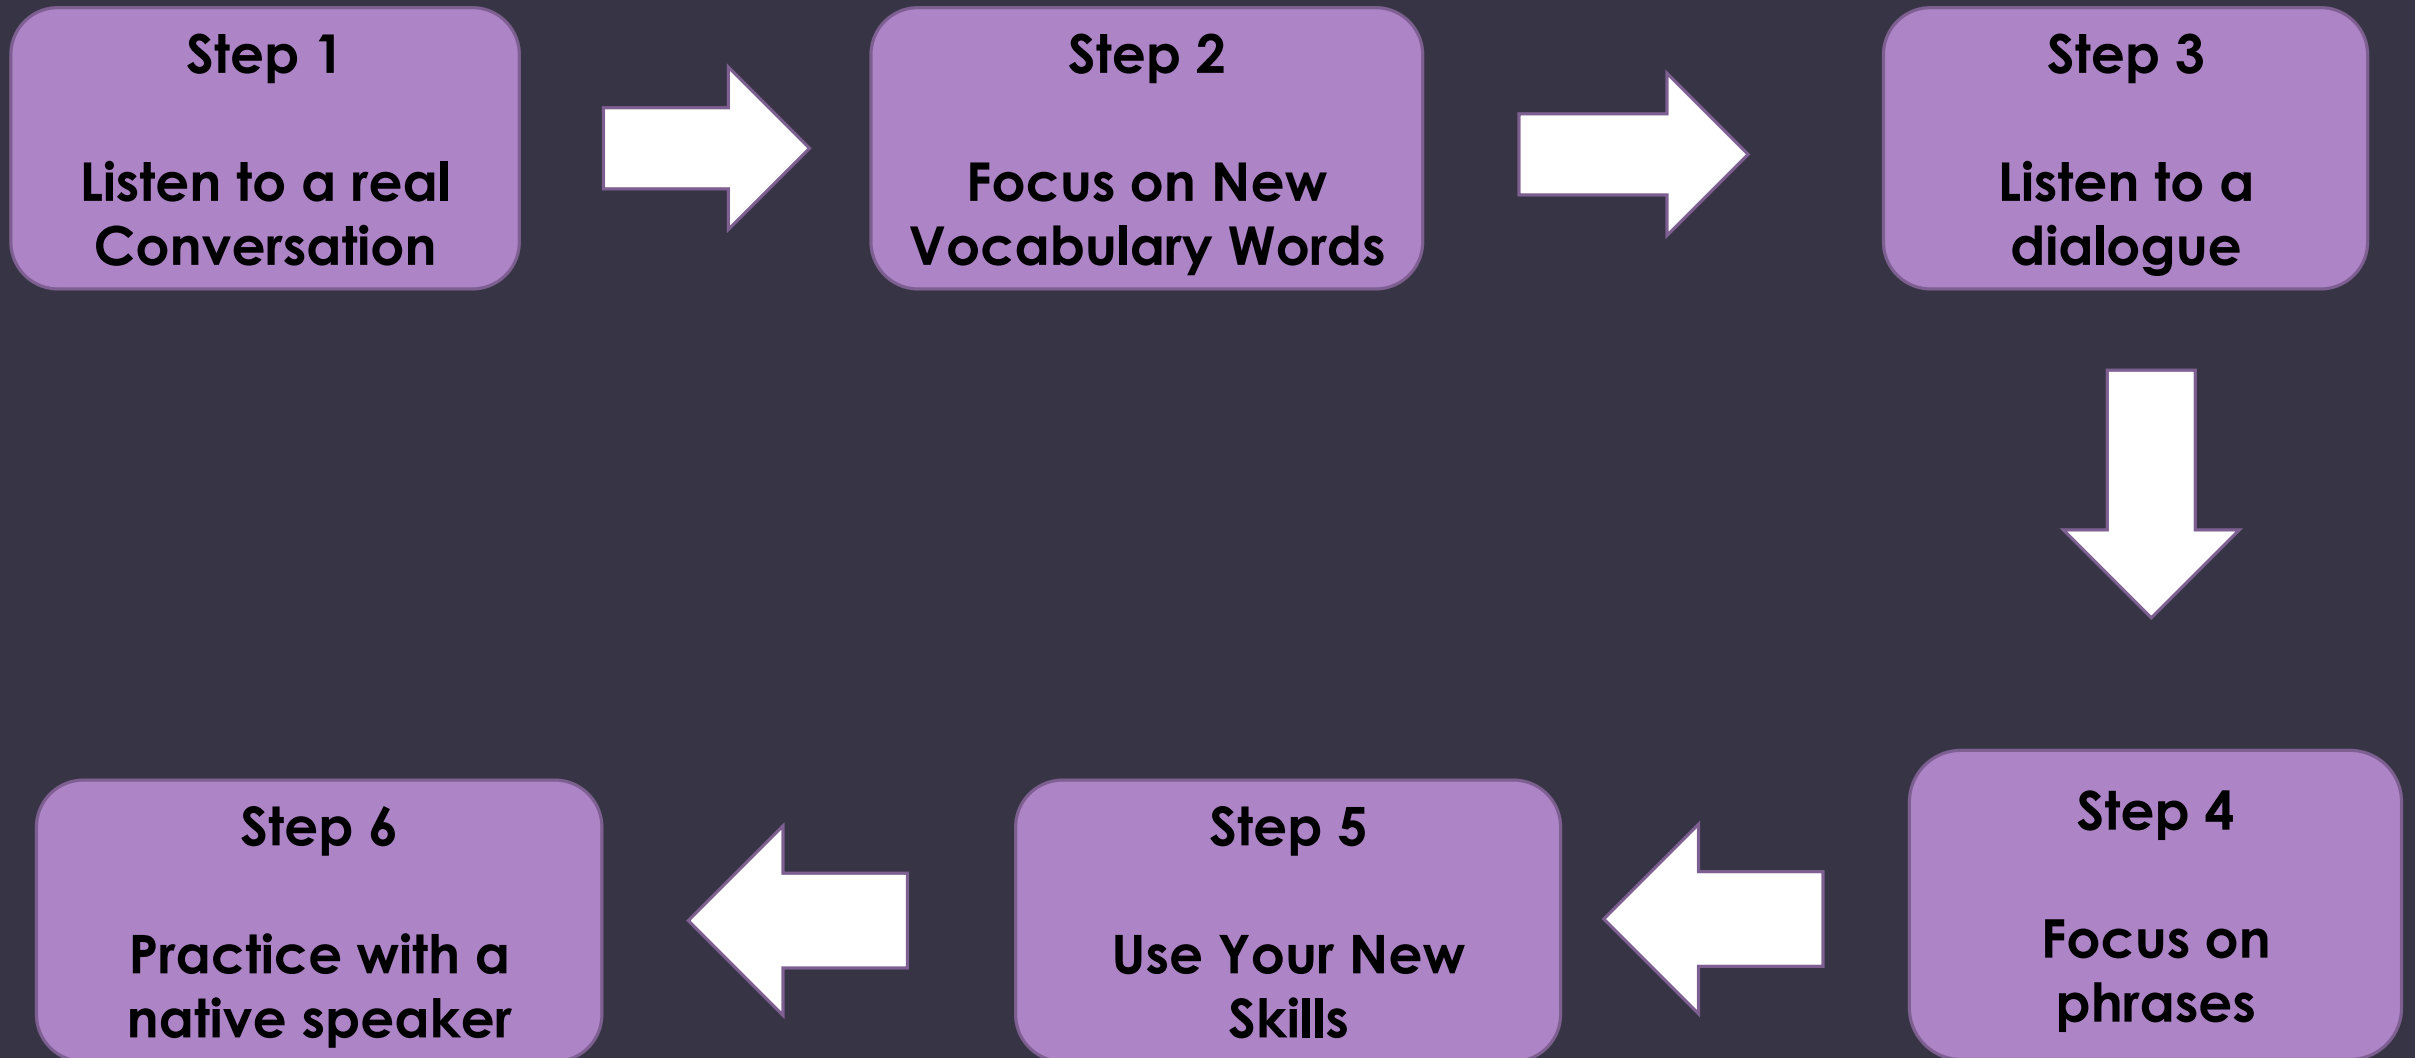 Step 1
Listen to a real
Conversation
Step 2
Focus on New
Vocabulary Words
Step 3
Listen to a
dialogue
Step 4
Focus on
phrases
Step 5
Use Your New
Skills
Step 6
Practice with a
native speaker